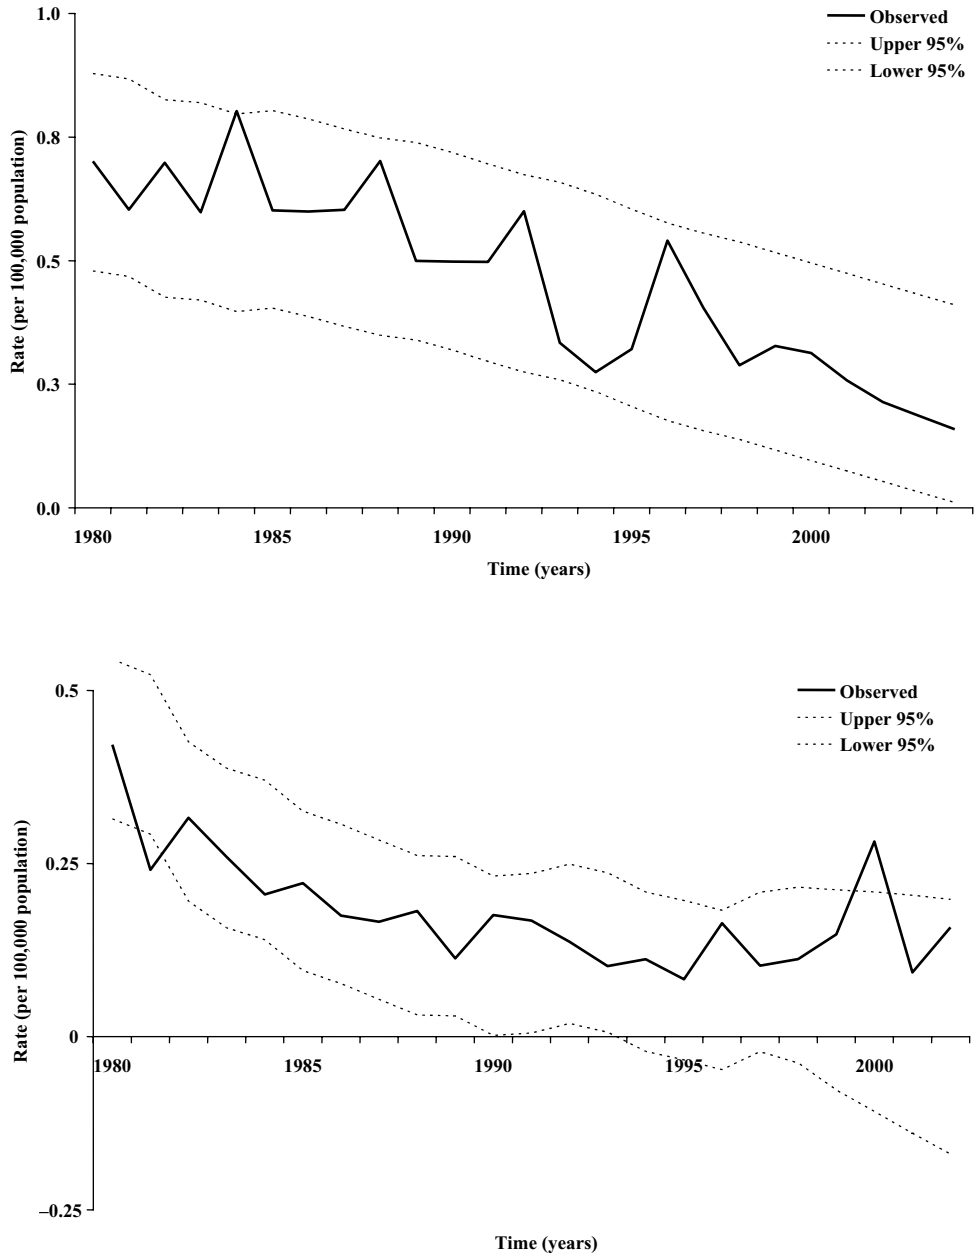 1.0
Observed
Upper 95%
Lower 95%
0.8
0.5
0.3
0.0
Rate (per 100,000 population)
1980 1985 1990 1995 2000
Time (years)
0.5
Observed
Upper 95%
Lower 95%
0.25
0
−0.25
Rate (per 100,000 population)
1980 1985 1990 1995 2000
Time (years)